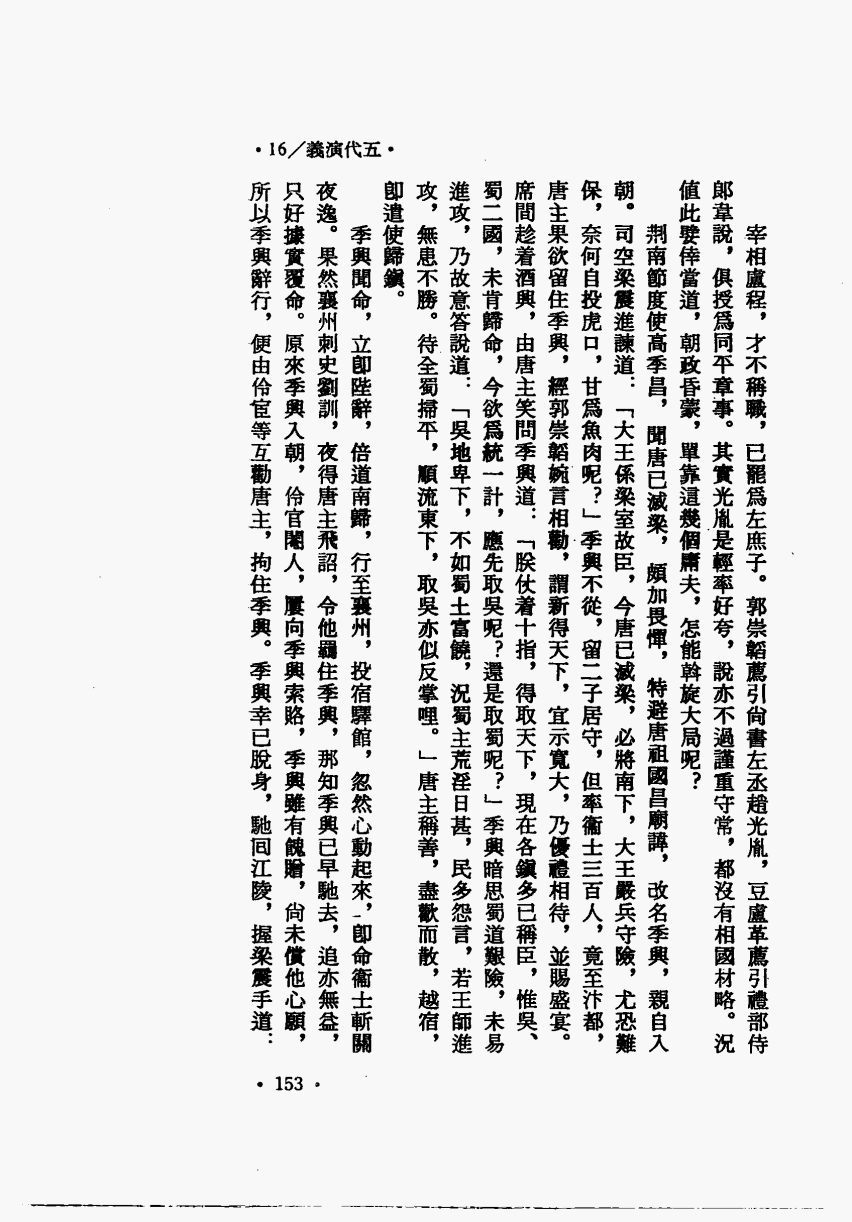 •16／義演代五•
宰相盧程，才不稱職，已罷爲左庶子。郭崇韜薦引尙書左丞趙光胤，豆盧革薦引禮部侍
郎韋說，俱授爲同平章事。其實光胤是輕率好夸，說亦不過謹重守常，都沒有相國材略。況
値此嬖倖當道，朝政昏蒙，單靠這幾個庸夫，怎能斡旋大局呢？
荆南節度使高季昌，聞唐已滅梁，頗加畏憚，特避唐祖國昌廟諱，改名季興，親自入
朝。司空梁震進諫道：「大王係梁室故臣，今唐已滅梁，必將南下，大王嚴兵守險，尤恐難
保，奈何自投虎口，甘爲魚肉呢？」季興不從，留二子居守，但率衞士三百人，竟至汴都，
唐主果欲留住季興，經郭崇韜婉言相勸，謂新得天下，宜示寬大，乃優禮相待，並賜盛宴。
席間趁着酒興，由唐主笑問季興道：「朕仗着十指，得取天下，現在各鎭多已稱臣，惟吳、
蜀二國，未肯歸命，今欲爲統一計，應先取吳呢？還是取蜀呢？」季興暗思蜀道艱險，未易
進攻，乃故意答說道：「吳地卑下，不如蜀土富饒，況蜀主荒淫日甚，民多怨言，若王師進
攻，無患不勝。待全蜀掃平，順流東下，取吳亦似反掌哩。」唐主稱善，盡歡而散，越宿，
卽遣使歸鎭。
季興聞命，立卽陛辭，倍道南歸，行至襄州，投宿驛館，忽然心動起來，卽命衞士斬關
夜逸。果然襄州刺史劉訓，夜得唐主飛詔，令他羈住季興，那知季興已早馳去，追亦無益，
只好據實覆命。原來季興入朝，伶官閹人，屢向季興索賂，季興雖有餽贈，尙未償他心願，
所以季興辭行，便由伶宦等互勸唐主，拘住季興。季興幸已脫身，馳回江陵，握梁震手道：
•153•